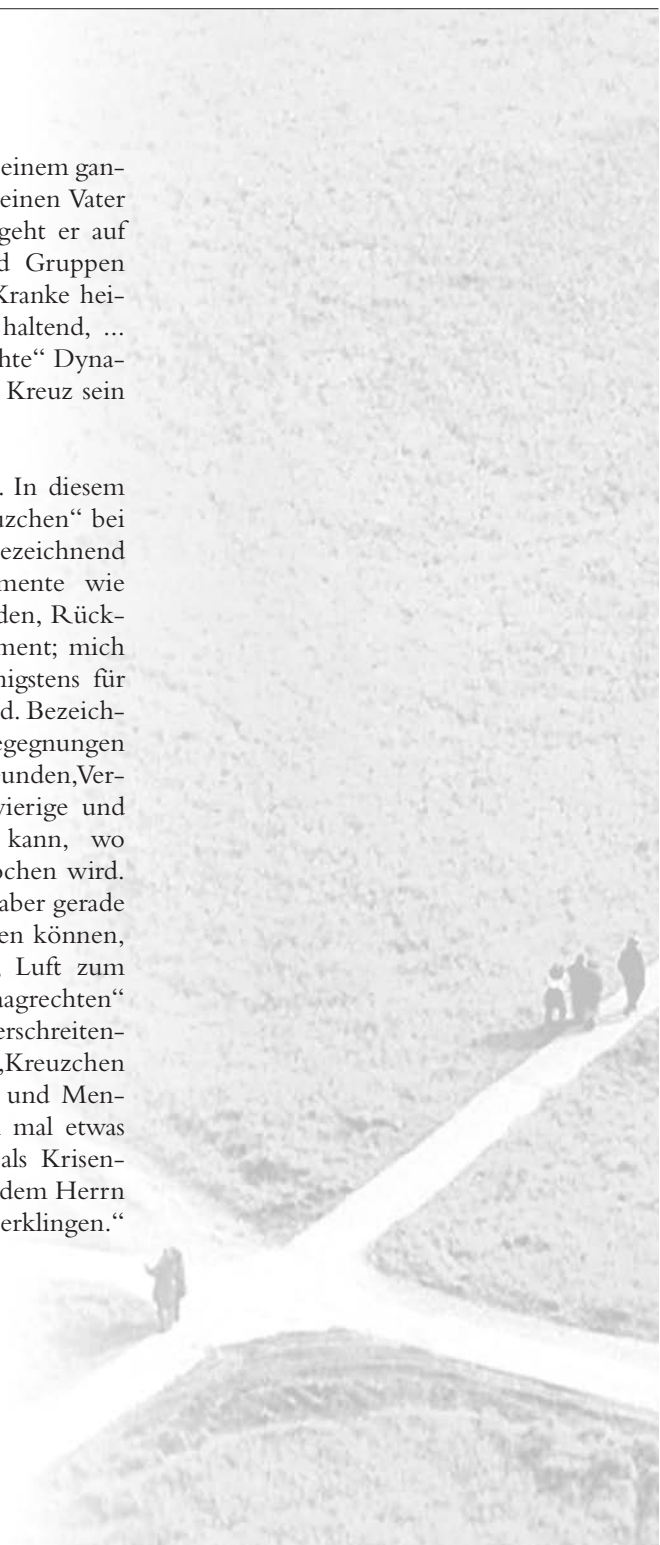 einem gan-
einen Vater
geht er auf
d Gruppen
Kranke hei-
haltend, ...
hte“ Dyna-
Kreuz sein
. In diesem
uzchen“ bei
ezeichnend
mente wie
den, Rück-
ment; mich
nigstens für
d. Bezeich-
egegnungen
unden,Ver-
vierige und
kann, wo
ochen wird.
aber gerade
en können,
Luft zum
aagrechten“
erschreiten-
„Kreuzchen
und Men-
mal etwas
als Krisen-
dem Herrn
erklingen.“